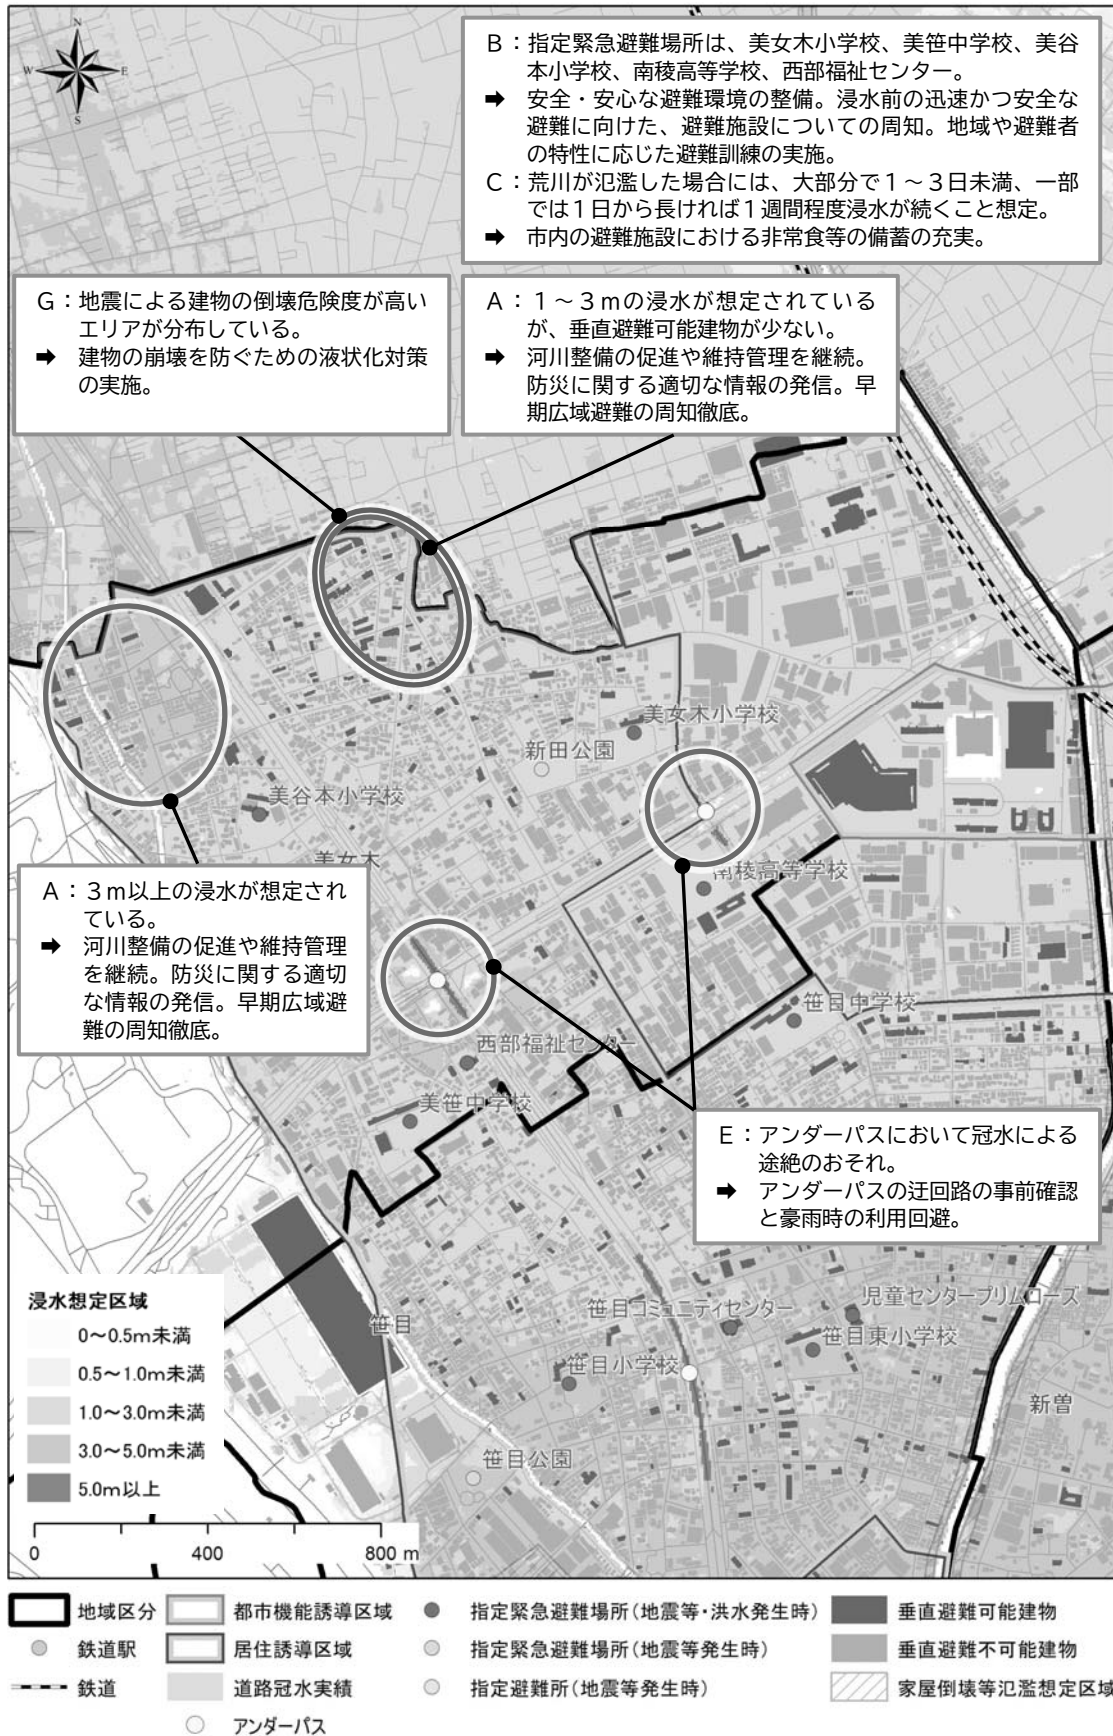 N
W
E
S
B：指定緊急避難場所は、美女木小学校、美笹中学校、美谷
本小学校、南稜高等学校、西部福祉センター。
➡ 安全・安心な避難環境の整備。浸水前の迅速かつ安全な
避難に向けた、避難施設についての周知。地域や避難者
の特性に応じた避難訓練の実施。
C：荒川が氾濫した場合には、大部分で１～３日未満、一部
では１日から長ければ１週間程度浸水が続くこと想定。
➡ 市内の避難施設における非常食等の備蓄の充実。
G：地震による建物の倒壊危険度が高い
エリアが分布している。
➡ 建物の崩壊を防ぐための液状化対策
の実施。
A：１～３ｍの浸水が想定されている
が、垂直避難可能建物が少ない。
➡ 河川整備の促進や維持管理を継続。
防災に関する適切な情報の発信。早
期広域避難の周知徹底。
美女木小学校
新田公園
美谷本小学校
美女木
南稜高等学校
A：３ｍ以上の浸水が想定され
ている。
➡ 河川整備の促進や維持管理
を継続。防災に関する適切
な情報の発信。早期広域避
難の周知徹底。
笹目中学校
西部福祉センター
美笹中学校
E：アンダーパスにおいて冠水による
途絶のおそれ。
➡ アンダーパスの迂回路の事前確認
と豪雨時の利用回避。
児童センタープリムローズ
笹目コミュニティセンター
笹目
笹目東小学校
笹目小学校
新曽
笹目公園
浸水想定区域
0～0.5m未満
0.5～1.0m未満
1.0～3.0m未満
3.0～5.0m未満
5.0m以上
0 400 800 m
地域区分 都市機能誘導区域 指定緊急避難場所（地震等・洪水発生時） 垂直避難可能建物
鉄道駅 居住誘導区域 指定緊急避難場所（地震等発生時） 垂直避難不可能建物
鉄道 道路冠水実績 指定避難所（地震等発生時） 家屋倒壊等氾濫想定区域
アンダーパス